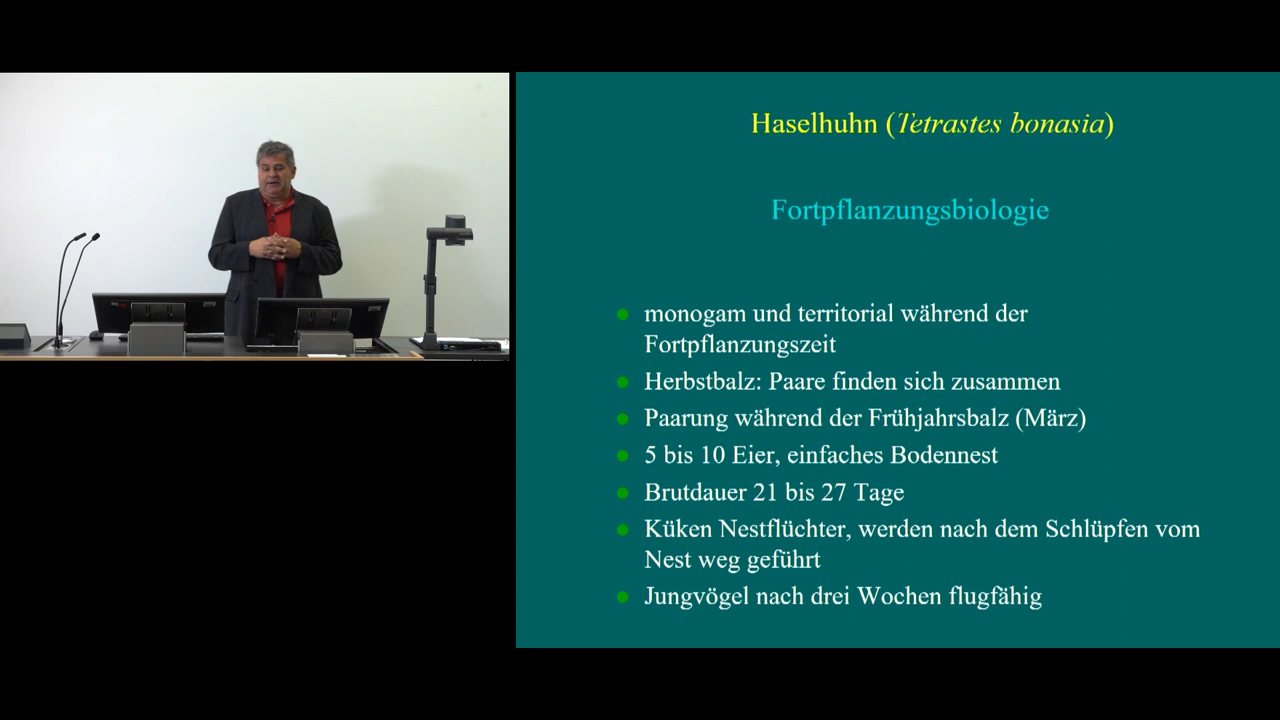 Haselhuhn (Tetrastes bonasia)
Fortpflanzungsbiologie
monogam und territorial während der
Fortpflanzungszeit
Herbstbalz: Paare finden sich zusammen
Paarung während der Frühjahrsbalz (März)
5 bis 10 Eier, einfaches Bodennest
Brutdauer 21 bis 27 Tage
Küken Nestflüchter, werden nach dem Schlüpfen vom
Nest weg geführt
Jungvögel nach drei Wochen flugfähig